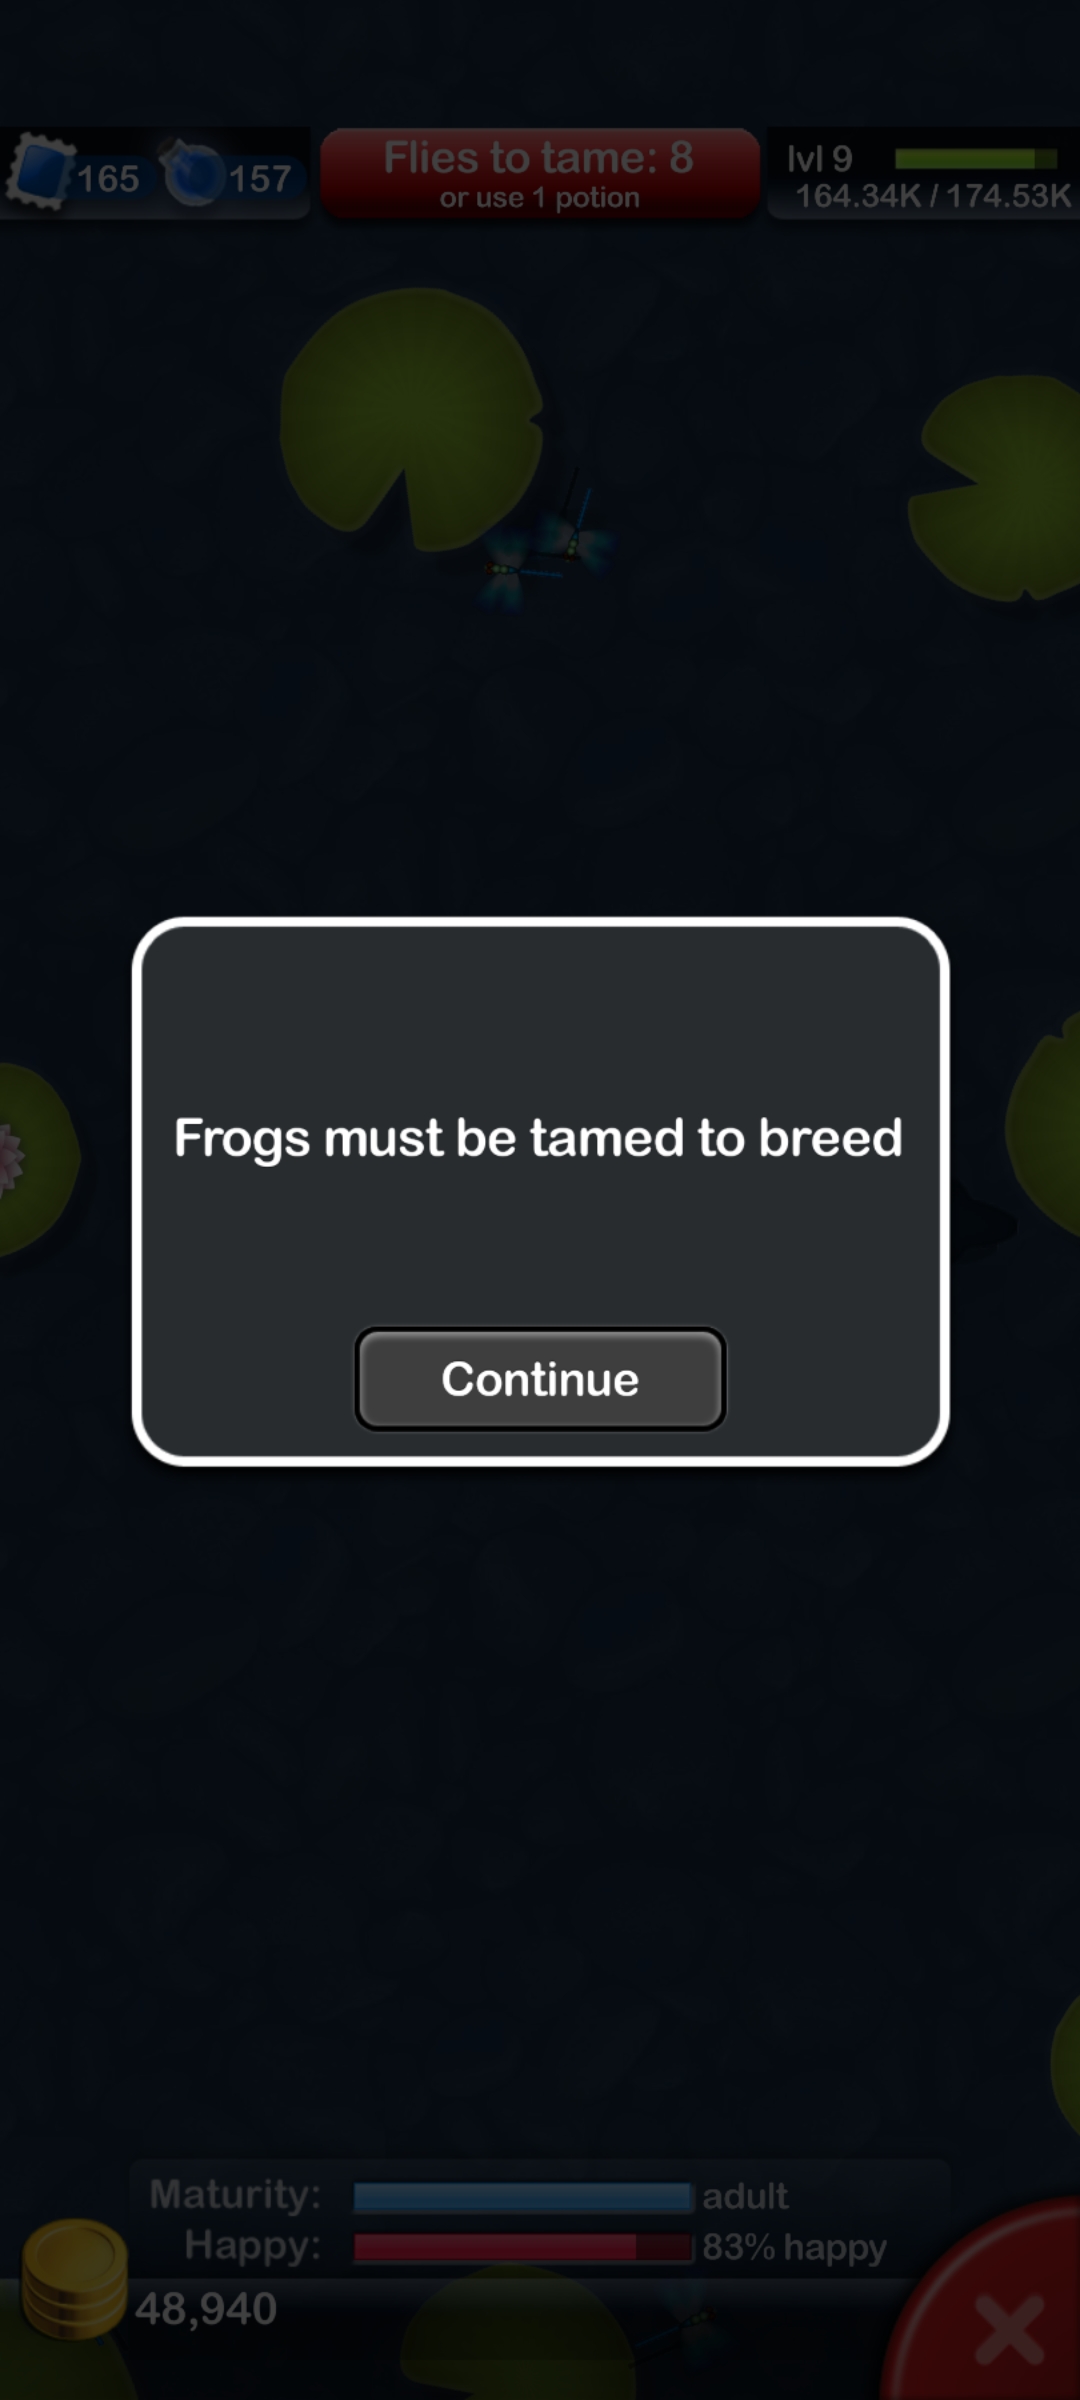 165
157
Flies to tame: 8
or use 1 potion
lvl 9
164.34K / 174.53K
Frogs must be tamed to breed
Continue
Maturity:
adult
Happy:
83% happy
48,940